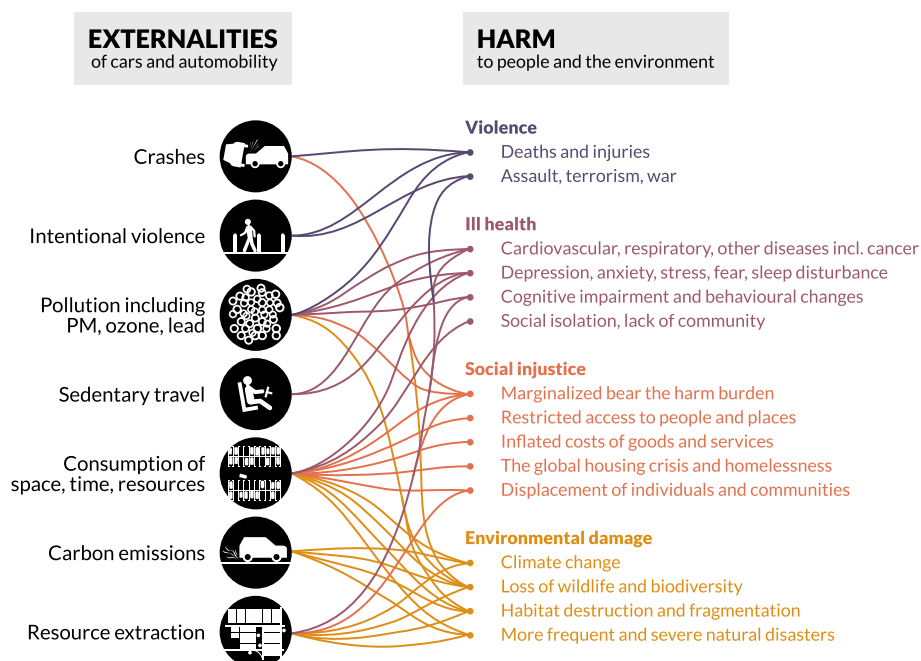 EXTERNALITIES
of cars and automobility
HARM
to people and the environment
Crashes
Intentional violence
Pollution including
PM, ozone, lead
Sedentary travel
Consumption of
space, time, resources
Carbon emissions
Resource extraction
Violence
Deaths and injuries
Assault, terrorism, war
Ill health
Cardiovascular, respiratory, other diseases incl. cancer
Depression, anxiety, stress, fear, sleep disturbance
Cognitive impairment and behavioural changes
Social isolation, lack of community
Social injustice
Marginalized bear the harm burden
Restricted access to people and places
Inflated costs of goods and services
The global housing crisis and homelessness
Displacement of individuals and communities
Environmental damage
Climate change
Loss of wildlife and biodiversity
Habitat destruction and fragmentation
More frequent and severe natural disasters